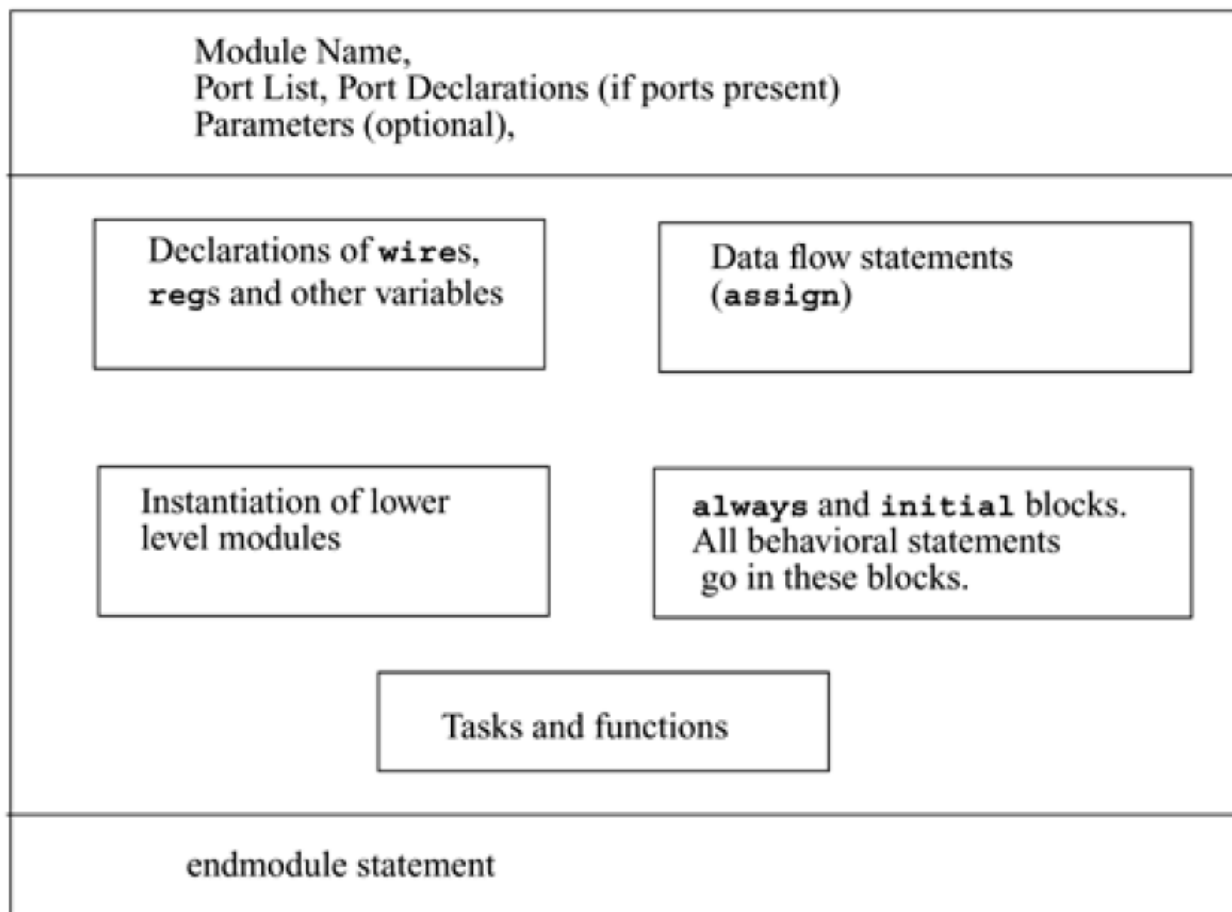 Module Name,
Port List, Port Declarations (if ports present)
Parameters (optional),
Declarations of wires,
regs and other variables
Data flow statements
(assign)
Instantiation of lower
level modules
always and initial blocks.
All behavioral statements
go in these blocks.
Tasks and functions
endmodule statement